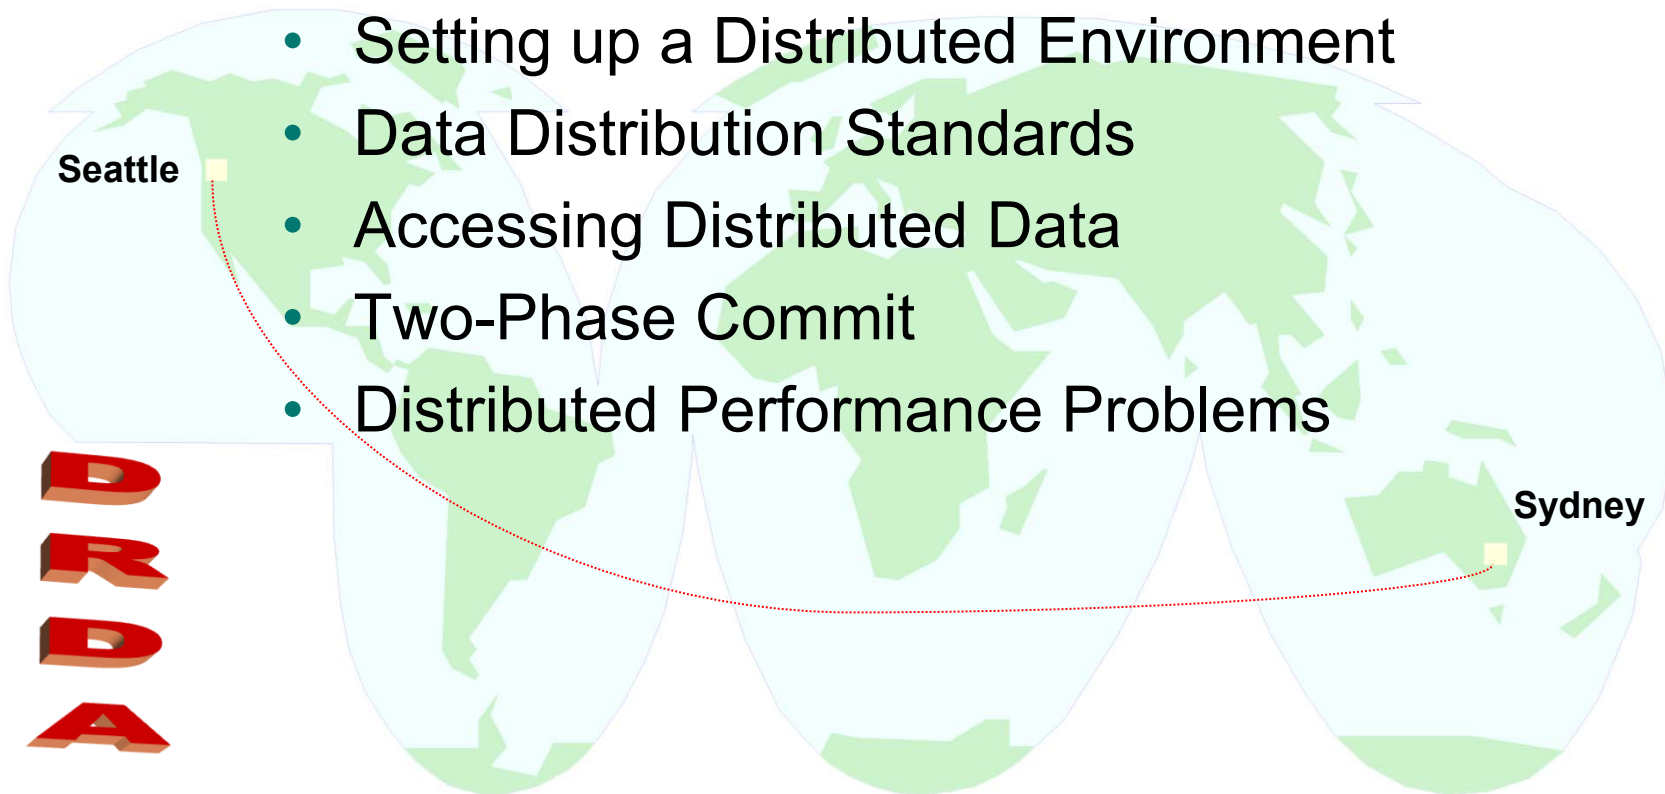 • Setting up a Distributed Environment
• Data Distribution Standards
Seattle
• Accessing Distributed Data
• Two-Phase Commit
• Distributed Performance Problems
D
R
D
A
Sydney